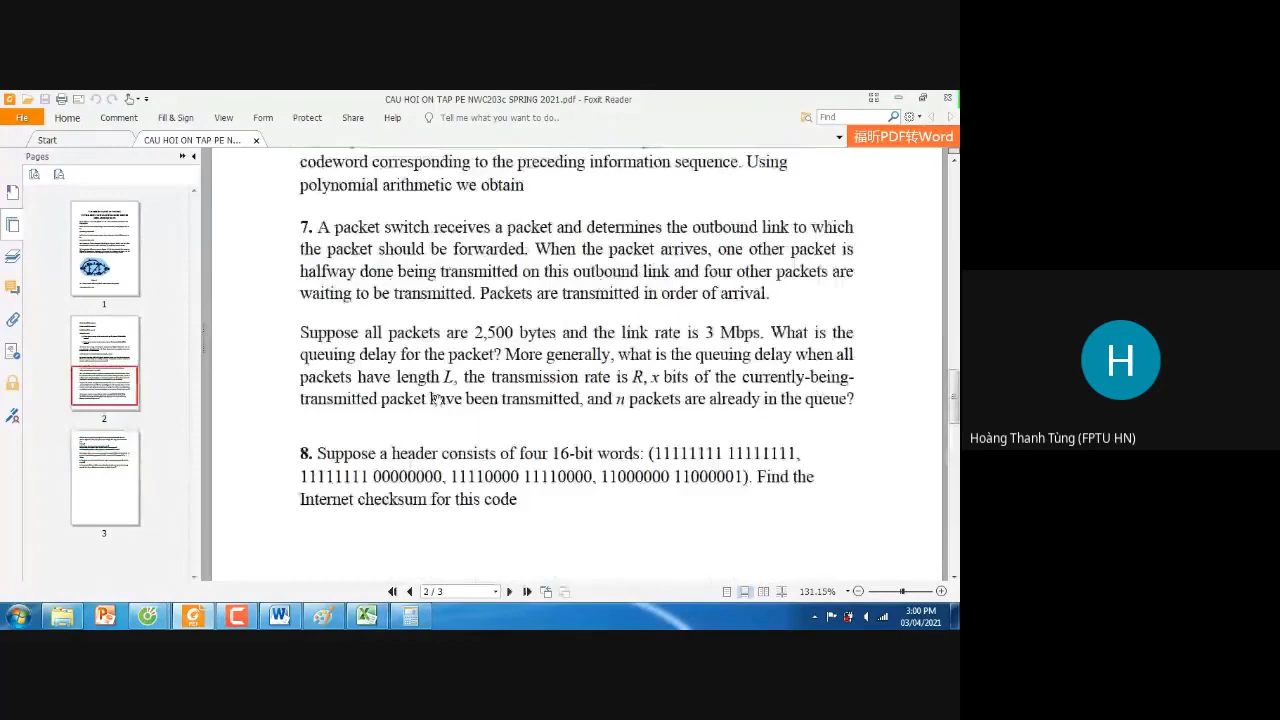 CAU HOI ON TAP PE NWC203c SPRING 2021.pdf - Foxit Reader
File Home Comment Fill & Sign View Form Protect Share Help Tell me what you want to do.. Find
Start CAU HOI ON TAP PE N... 福昕PDF转Word
Pages
codeword corresponding to the preceding information sequence. Using
polynomial arithmetic we obtain
7. A packet switch receives a packet and determines the outbound link to which
the packet should be forwarded. When the packet arrives, one other packet is
halfway done being transmitted on this outbound link and four other packets are
waiting to be transmitted. Packets are transmitted in order of arrival.
Suppose all packets are 2,500 bytes and the link rate is 3 Mbps. What is the
queuing delay for the packet? More generally, what is the queuing delay when all
packets have length L, the transmission rate is R, x bits of the currently-being-
transmitted packet have been transmitted, and n packets are already in the queue?
8. Suppose a header consists of four 16-bit words: (11111111 11111111,
11111111 00000000, 11110000 11110000, 11000000 11000001). Find the
Internet checksum for this code
1
2
3
2 / 3
131.15%
3:00 PM
03/04/2021
H
Hoàng Thanh Tùng (FPTU HN)